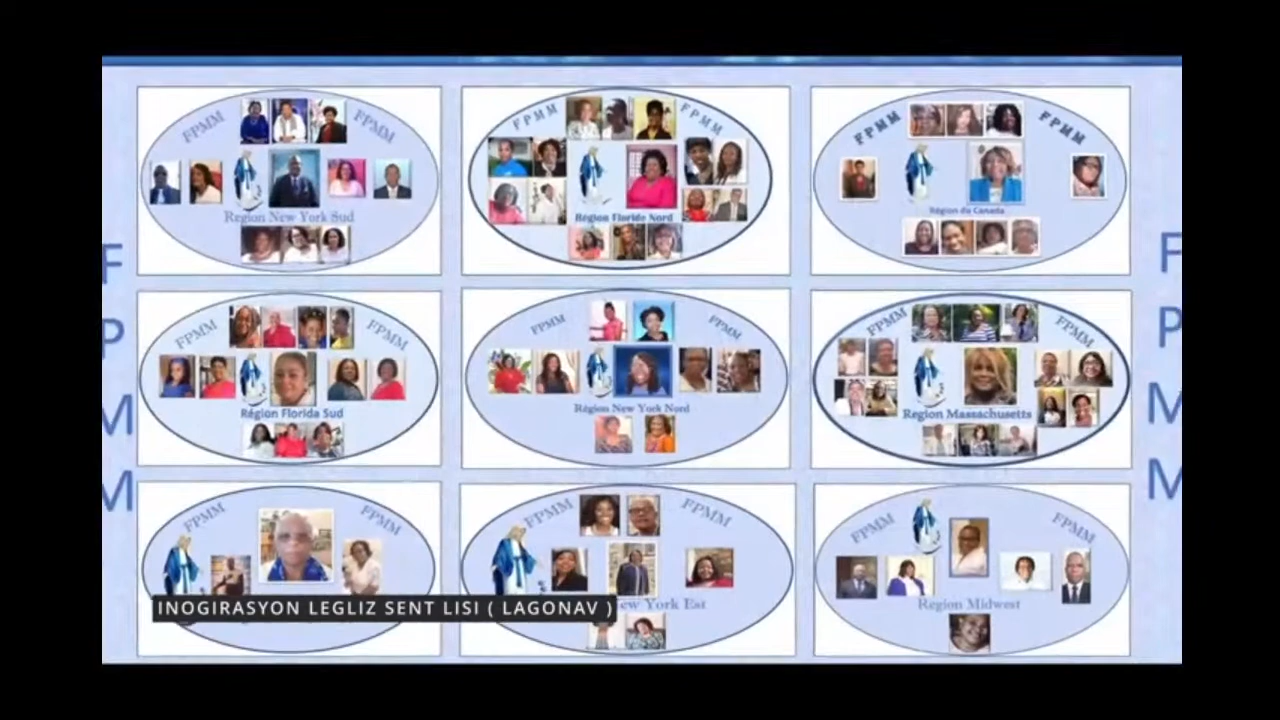 FPMM FPMM
Region New York Sud
FPMM FPMM
Région Floride Nord
FPMM FPMM
Région du Canada
FPMM FPMM
Région Florida Sud
FPMM FPMM
Région New York Nord
FPMM FPMM
Region Massachusetts
FPMM FPMM
FPMM FPMM
York Est
FPMM FPMM
Region Midwest
F
P
M
M
F
P
M
M
INOGIRASYON LEGLIZ SENT LISI ( LAGONAV )